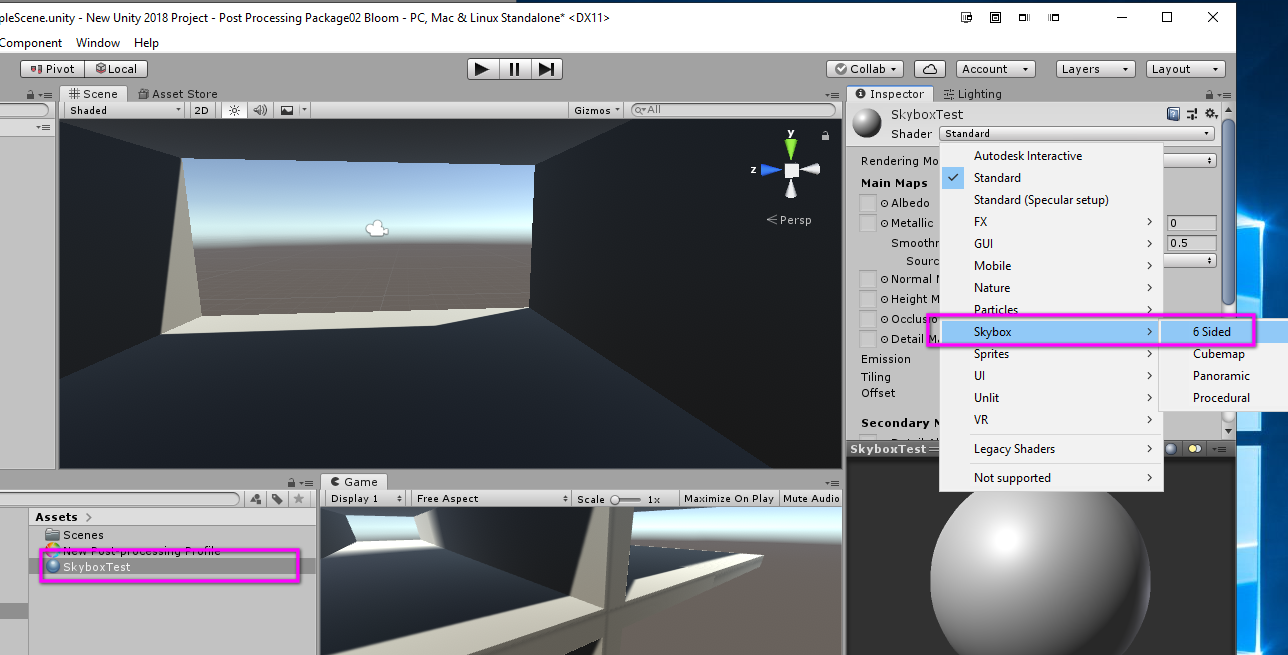 pleScene.unity - New Unity 2018 Project - Post Processing Package02 Bloom - PC, Mac & Linux Standalone* <DX11>
Component Window Help
Pivot Local Collab Account Layers Layout
Scene Asset Store
Shaded 2D Gizmos All
y
z
Persp
Inspector Lighting
SkyboxTest
Shader Standard
Rendering Mo
Main Maps
Albedo
Metallic 0
Smoothn 0.5
Sourc
Normal M
Height M
Occlusio
Detail Ma
Emission
Tiling
Offset
Secondary M
SkyboxTest
Autodesk Interactive
Standard
Standard (Specular setup)
FX
GUI
Mobile
Nature
Particles
Skybox
Sprites
UI
Unlit
VR
Legacy Shaders
Not supported
6 Sided
Cubemap
Panoramic
Procedural
Assets
Scenes
New Post-processing Profile
SkyboxTest
Game
Display 1 Free Aspect Scale 1x Maximize On Play Mute Audio